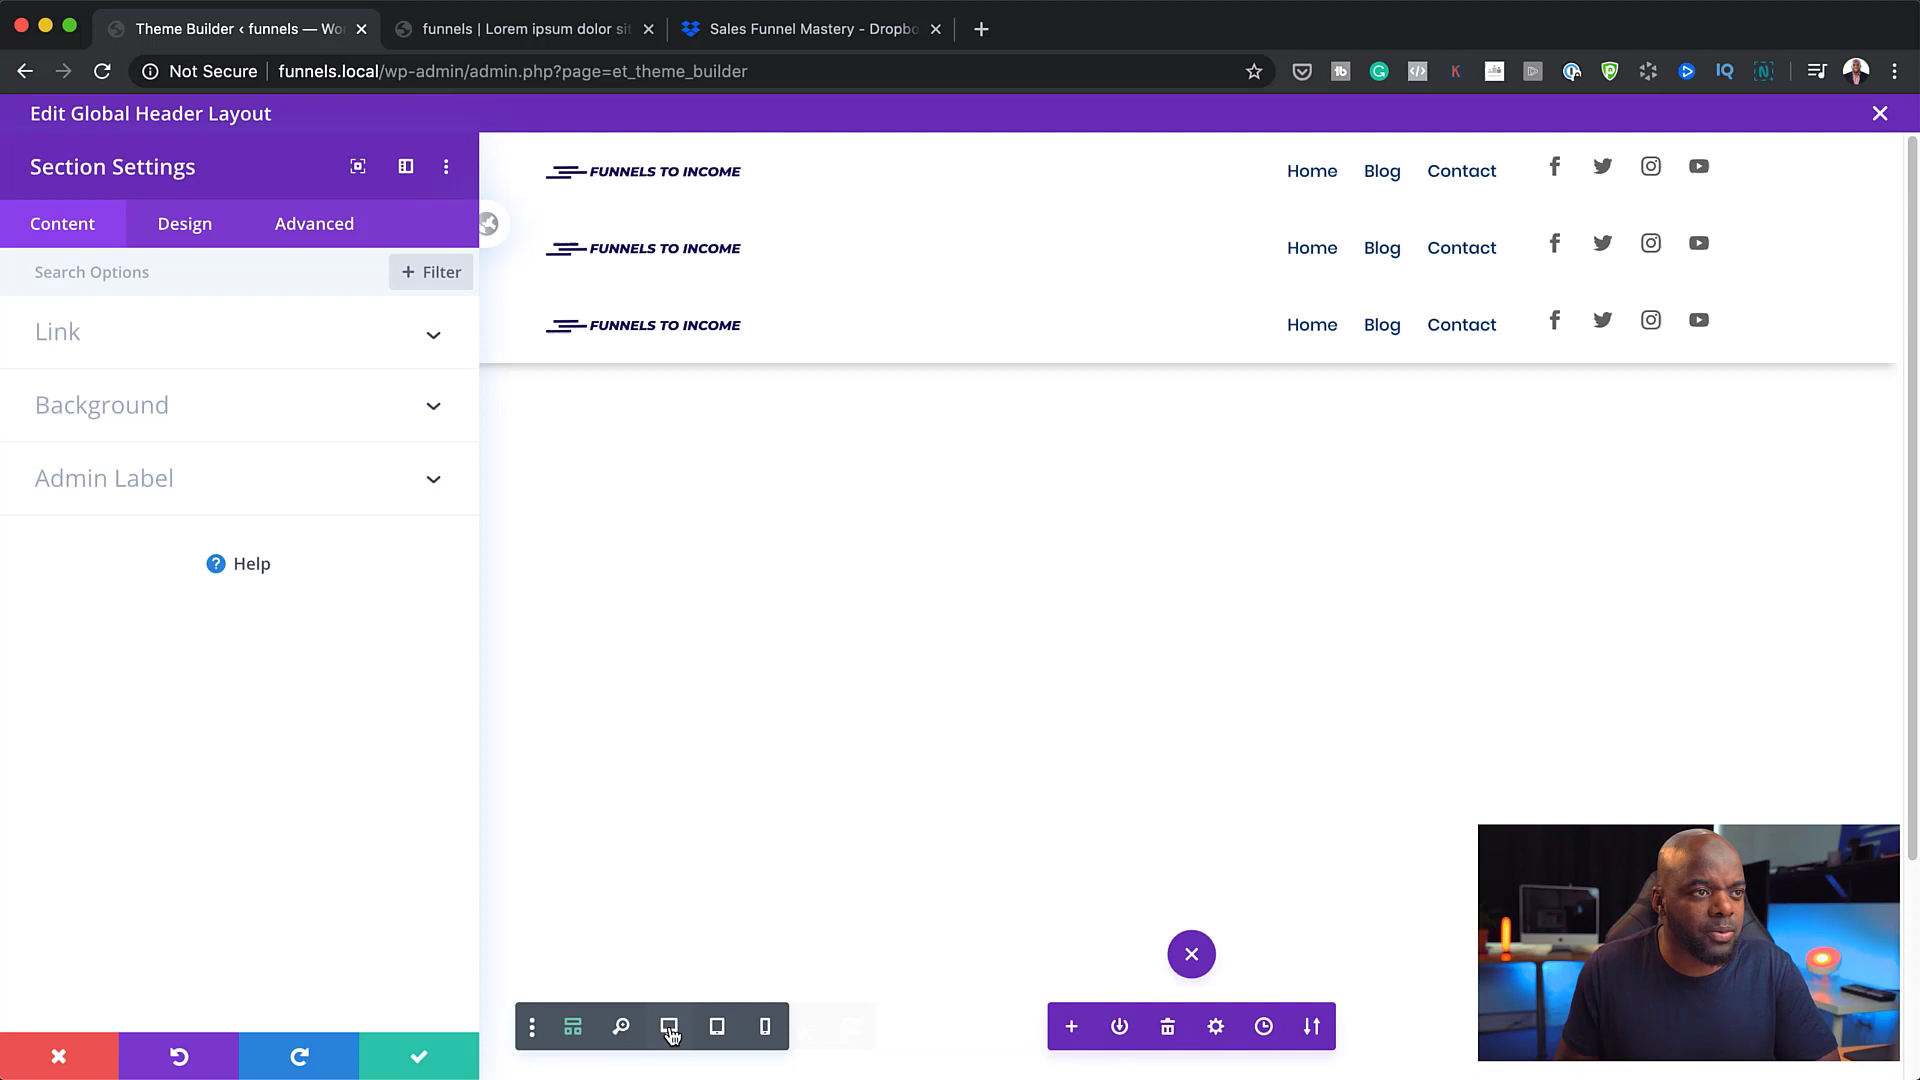 Theme Builder ‹ funnels — Wo
funnels | Lorem ipsum dolor sit
Sales Funnel Mastery - Dropbo
Not Secure
funnels.local/wp-admin/admin.php?page=et_theme_builder
Edit Global Header Layout
Section Settings
Content
Design
Advanced
Search Options
+ Filter
Link
Background
Admin Label
? Help
FUNNELS TO INCOME
Home Blog Contact
FUNNELS TO INCOME
Home Blog Contact
FUNNELS TO INCOME
Home Blog Contact